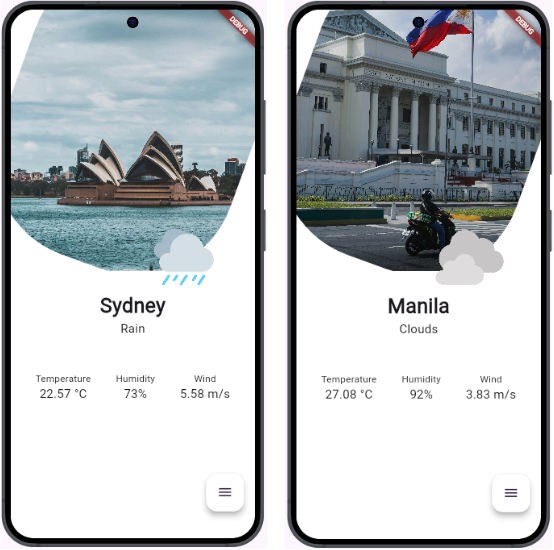 DEBUG
Sydney
Rain
Temperature Humidity Wind
22.57 °C 73% 5.58 m/s
DEBUG
Manila
Clouds
Temperature Humidity Wind
27.08 °C 92% 3.83 m/s